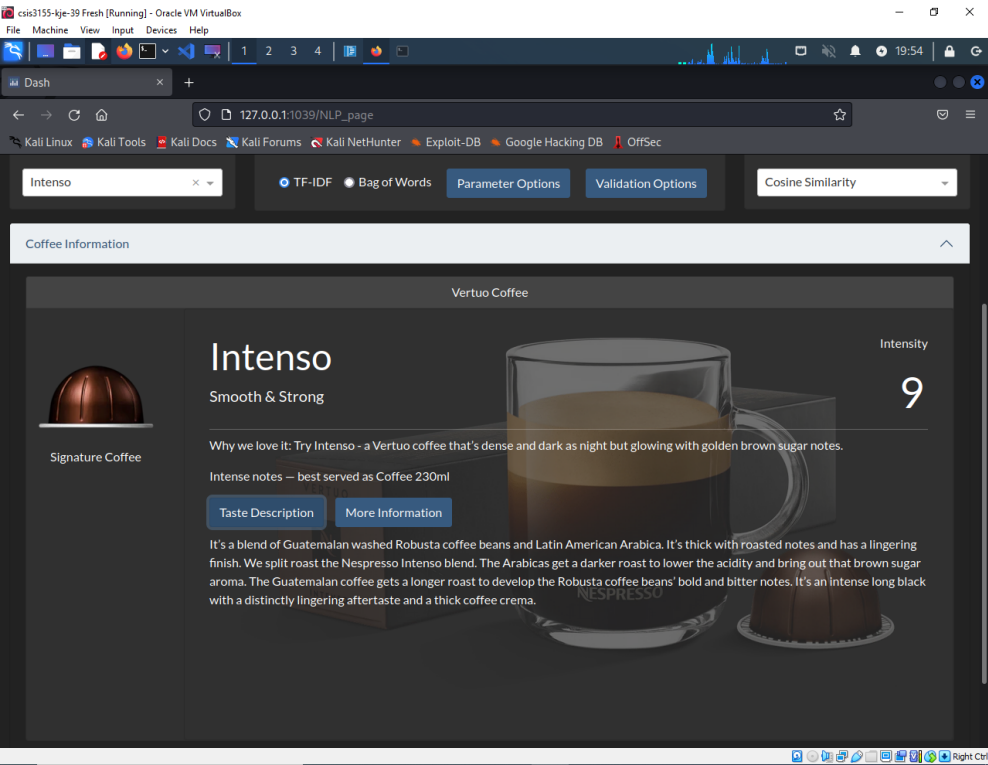 csis3155-kje-39 Fresh [Running] - Oracle VM VirtualBox
File Machine View Input Devices Help
1 2 3 4
19:54
Dash
127.0.0.1:1039/NLP_page
Kali Linux Kali Tools Kali Docs Kali Forums Kali NetHunter Exploit-DB Google Hacking DB OffSec
Intenso
TF-IDF Bag of Words Parameter Options Validation Options
Cosine Similarity
Coffee Information
Vertuo Coffee
Signature Coffee
Intenso
Smooth & Strong
Intensity
9
Why we love it: Try Intenso - a Vertuo coffee that's dense and dark as night but glowing with golden brown sugar notes.
Intense notes — best served as Coffee 230ml
Taste Description More Information
It's a blend of Guatemalan washed Robusta coffee beans and Latin American Arabica. It's thick with roasted notes and has a lingering
finish. We split roast the Nespresso Intenso blend. The Arabicas get a darker roast to lower the acidity and bring out that brown sugar
aroma. The Guatemalan coffee gets a longer roast to develop the Robusta coffee beans' bold and bitter notes. It's an intense long black
with a distinctly lingering aftertaste and a thick coffee crema.
NESPRESSO
Right Ctrl